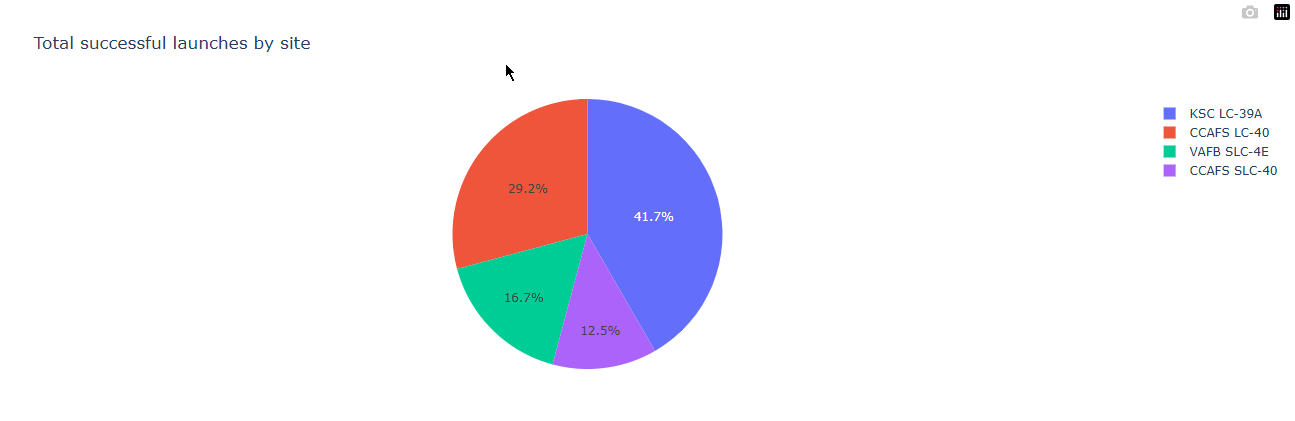 Total successful launches by site
KSC LC-39A
CCAFS LC-40
VAFB SLC-4E
CCAFS SLC-40
29.2%
41.7%
16.7%
12.5%